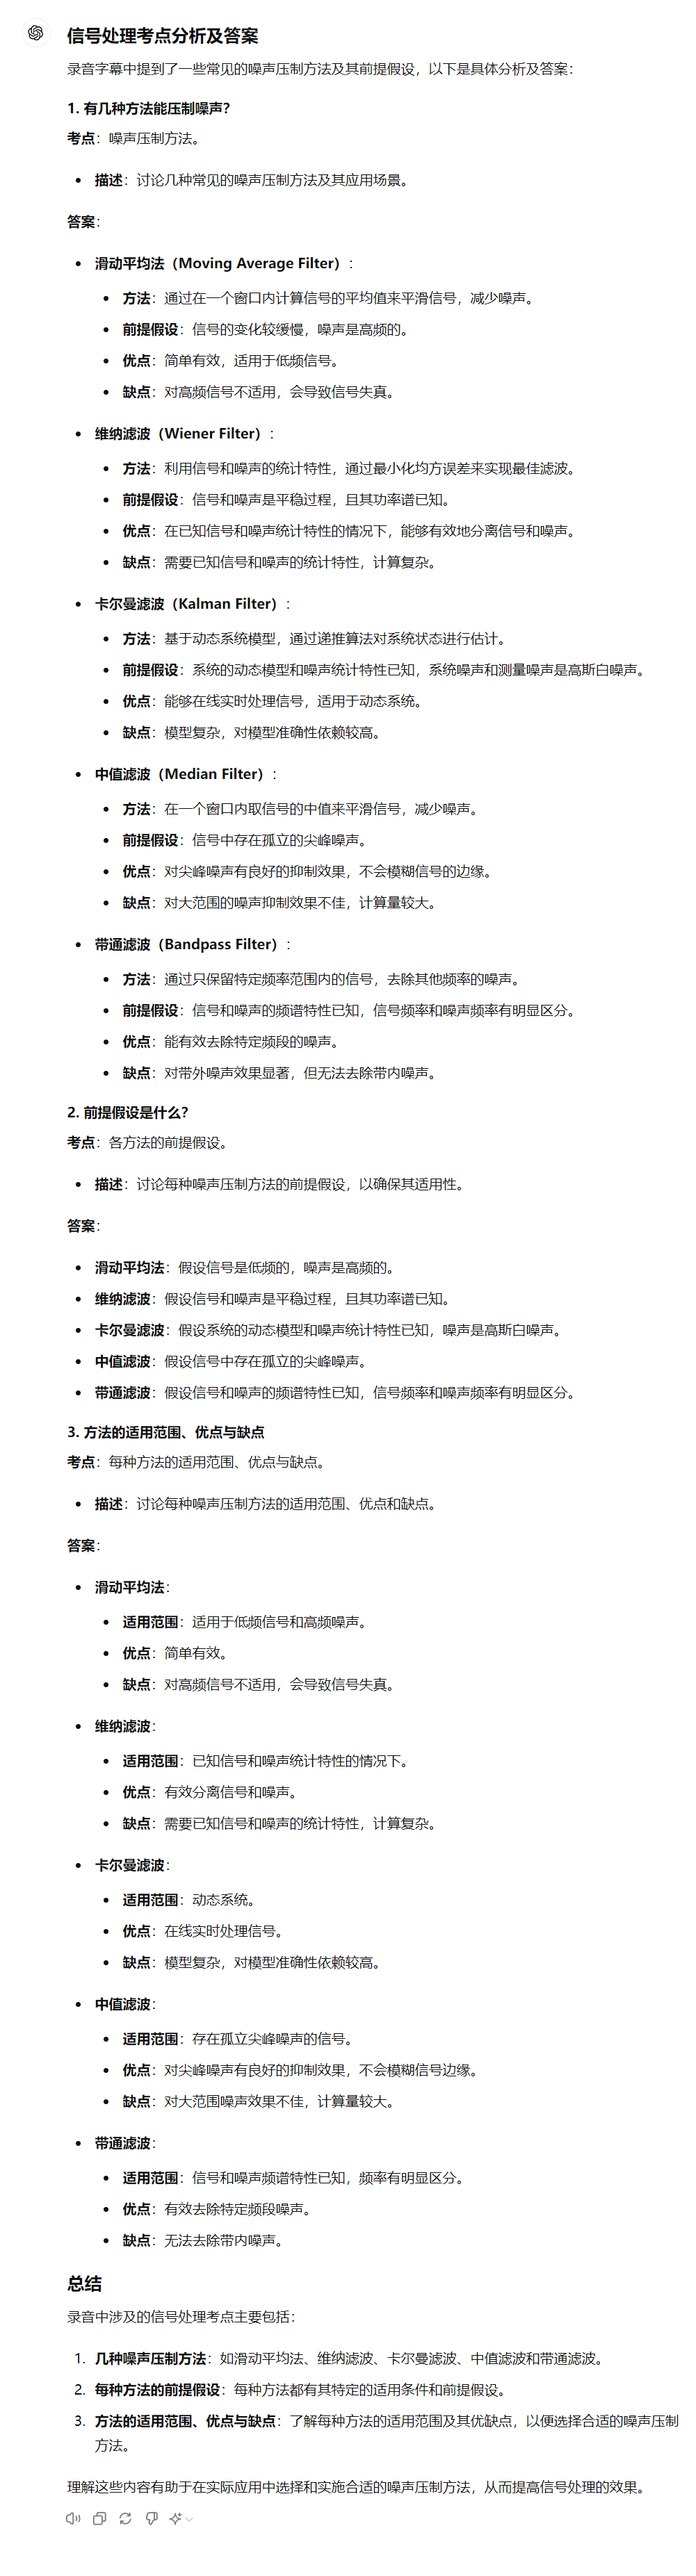 信号处理考点分析及答案
录音字幕中提到了一些常见的噪声压制方法及其前提假设，以下是具体分析及答案：
1. 有几种方法能压制噪声？
考点：噪声压制方法。
描述：讨论几种常见的噪声压制方法及其应用场景。
答案：
滑动平均法（Moving Average Filter）：
方法：通过在一个窗口内计算信号的平均值来平滑信号，减少噪声。
前提假设：信号的变化较缓慢，噪声是高频的。
优点：简单有效，适用于低频信号。
缺点：对高频信号不适用，会导致信号失真。
维纳滤波（Wiener Filter）：
方法：利用信号和噪声的统计特性，通过最小化均方误差来实现最佳滤波。
前提假设：信号和噪声是平稳过程，且其功率谱已知。
优点：在已知信号和噪声统计特性的情况下，能够有效地分离信号和噪声。
缺点：需要已知信号和噪声的统计特性，计算复杂。
卡尔曼滤波（Kalman Filter）：
方法：基于动态系统模型，通过递推算法对系统状态进行估计。
前提假设：系统的动态模型和噪声统计特性已知，系统噪声和测量噪声是高斯白噪声。
优点：能够在线实时处理信号，适用于动态系统。
缺点：模型复杂，对模型准确性依赖较高。
中值滤波（Median Filter）：
方法：在一个窗口内取信号的中值来平滑信号，减少噪声。
前提假设：信号中存在孤立的尖峰噪声。
优点：对尖峰噪声有良好的抑制效果，不会模糊信号的边缘。
缺点：对大范围的噪声抑制效果不佳，计算量较大。
带通滤波（Bandpass Filter）：
方法：通过只保留特定频率范围内的信号，去除其他频率的噪声。
前提假设：信号和噪声的频谱特性已知，信号频率和噪声频率有明显区分。
优点：能有效去除特定频段的噪声。
缺点：对带外噪声效果显著，但无法去除带内噪声。
2. 前提假设是什么？
考点：各方法的前提假设。
描述：讨论每种噪声压制方法的前提假设，以确保其适用性。
答案：
滑动平均法：假设信号是低频的，噪声是高频的。
维纳滤波：假设信号和噪声是平稳过程，且其功率谱已知。
卡尔曼滤波：假设系统的动态模型和噪声统计特性已知，噪声是高斯白噪声。
中值滤波：假设信号中存在孤立的尖峰噪声。
带通滤波：假设信号和噪声的频谱特性已知，信号频率和噪声频率有明显区分。
3. 方法的适用范围、优点与缺点
考点：每种方法的适用范围、优点与缺点。
描述：讨论每种噪声压制方法的适用范围、优点和缺点。
答案：
滑动平均法：
适用范围：适用于低频信号和高频噪声。
优点：简单有效。
缺点：对高频信号不适用，会导致信号失真。
维纳滤波：
适用范围：已知信号和噪声统计特性的情况下。
优点：有效分离信号和噪声。
缺点：需要已知信号和噪声的统计特性，计算复杂。
卡尔曼滤波：
适用范围：动态系统。
优点：在线实时处理信号。
缺点：模型复杂，对模型准确性依赖较高。
中值滤波：
适用范围：存在孤立尖峰噪声的信号。
优点：对尖峰噪声有良好的抑制效果，不会模糊信号边缘。
缺点：对大范围噪声效果不佳，计算量较大。
带通滤波：
适用范围：信号和噪声频谱特性已知，频率有明显区分。
优点：有效去除特定频段噪声。
缺点：无法去除带内噪声。
总结
录音中涉及的信号处理考点主要包括：
1. 几种噪声压制方法：如滑动平均法、维纳滤波、卡尔曼滤波、中值滤波和带通滤波。
2. 每种方法的前提假设：每种方法都有其特定的适用条件和前提假设。
3. 方法的适用范围、优点与缺点：了解每种方法的适用范围及其优缺点，以便选择合适的噪声压制
方法。
理解这些内容有助于在实际应用中选择和实施合适的噪声压制方法，从而提高信号处理的效果。